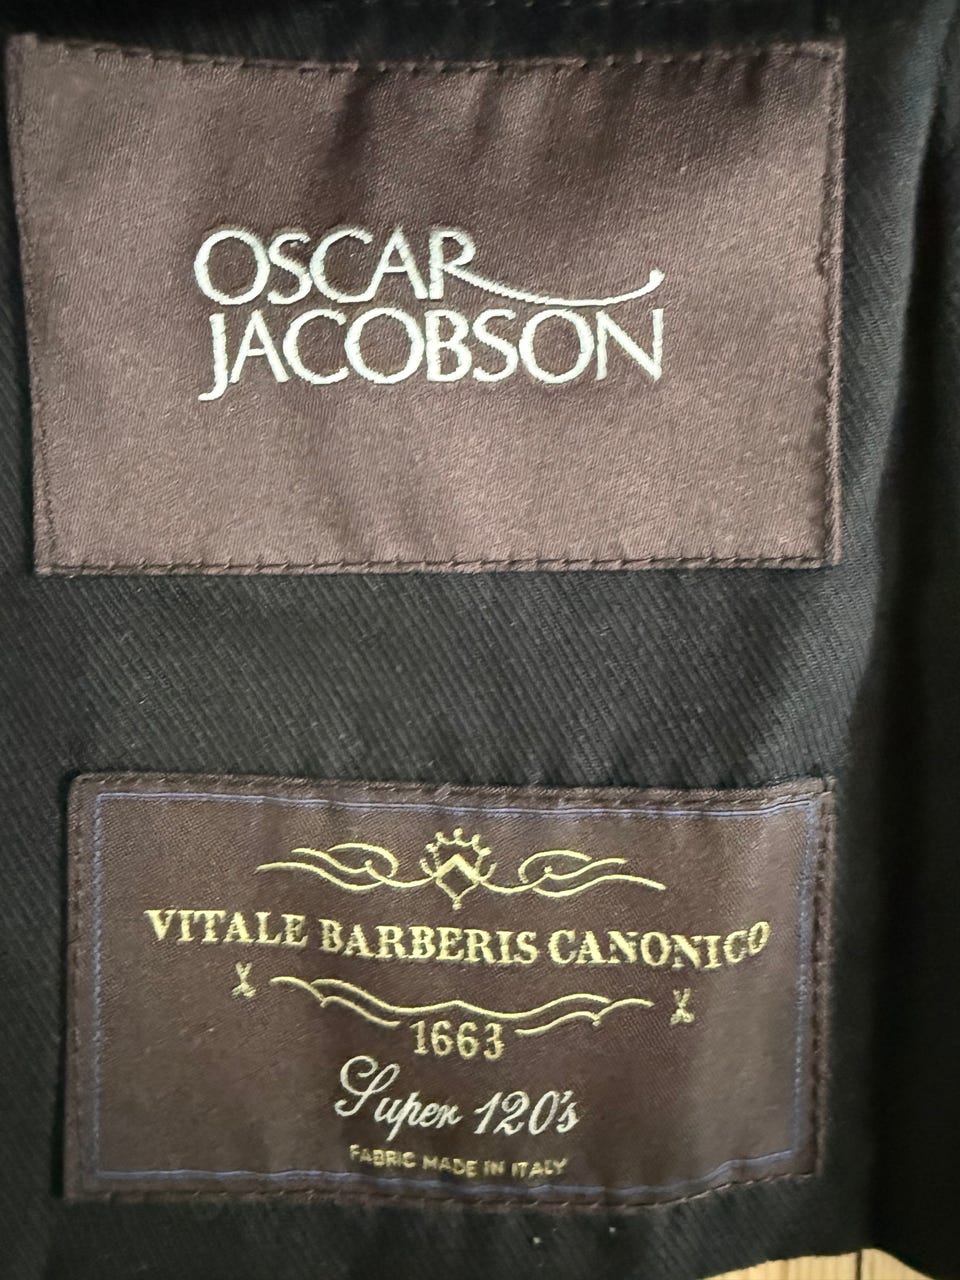 OSCAR
JACOBSON
VITALE BARBERIS CANONICO
1663
Super 120's
FABRIC MADE IN ITALY